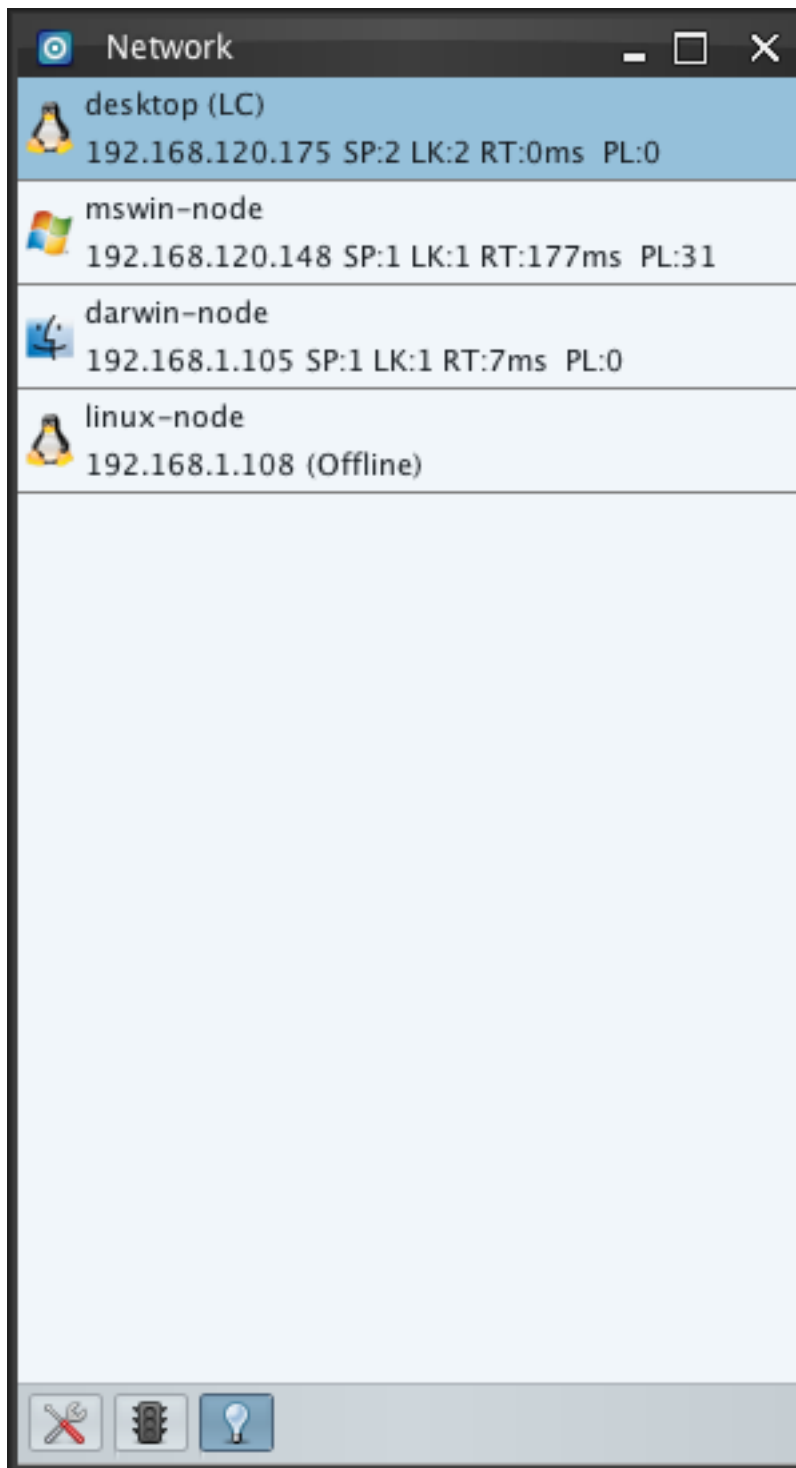 Network
desktop (LC)
192.168.120.175 SP:2 LK:2 RT:0ms PL:0
mswin-node
192.168.120.148 SP:1 LK:1 RT:177ms PL:31
darwin-node
192.168.1.105 SP:1 LK:1 RT:7ms PL:0
linux-node
192.168.1.108 (Offline)